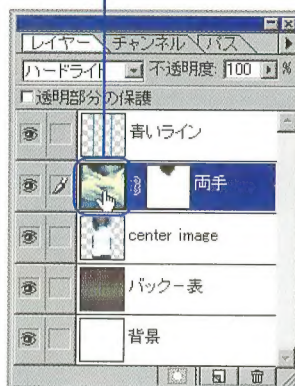 レイヤー チャンネル パス
ハードライト 不透明度: 100 %
透明部分の保護
青いライン
両手
center image
バック一表
背景